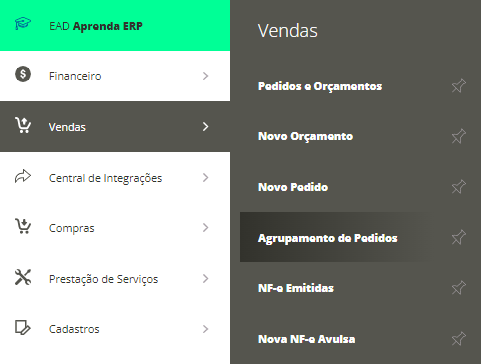 EAD Aprenda ERP
Financeiro
Vendas
Central de Integrações
Compras
Prestação de Serviços
Cadastros
Vendas
Pedidos e Orçamentos
Novo Orçamento
Novo Pedido
Agrupamento de Pedidos
NF-e Emitidas
Nova NF-e Avulsa